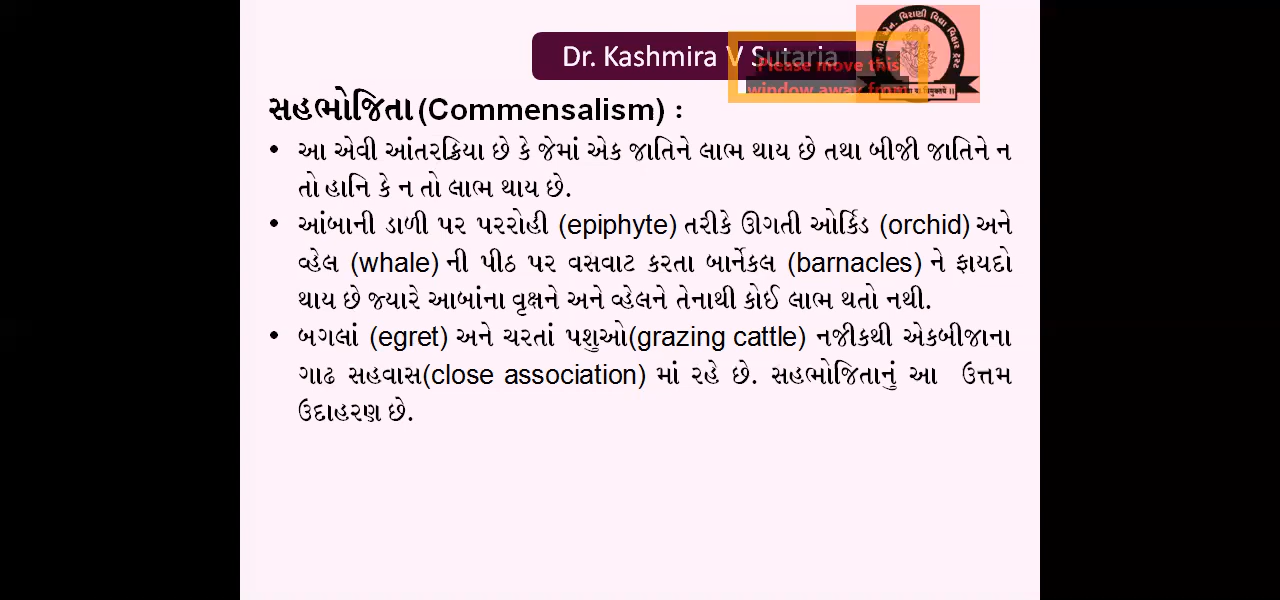 Dr. Kashmira V Sutaria
Please move this
window away from
સહભોજિતા (Commensalism) :
• આ એવી આંતરક્રિયા છે કે જેમાં એક જાતિને લાભ થાય છે તથા બીજી જાતિને ન
તો હાનિ કે ન તો લાભ થાય છે.
• આંબાની ડાળી પર પરરોહી (epiphyte) તરીકે ઊગતી ઓર્કિડ (orchid) અને
વ્હેલ (whale) ની પીઠ પર વસવાટ કરતા બાર્નેકલ (barnacles) ને ફાયદો
થાય છે જ્યારે આબાંના વૃક્ષને અને વ્હેલને તેનાથી કોઈ લાભ થતો નથી.
• બગલાં (egret) અને ચરતાં પશુઓ(grazing cattle) નજીકથી એકબીજાના
ગાઢ સહવાસ(close association) માં રહે છે. સહભોજિતાનું આ ઉત્તમ
ઉદાહરણ છે.